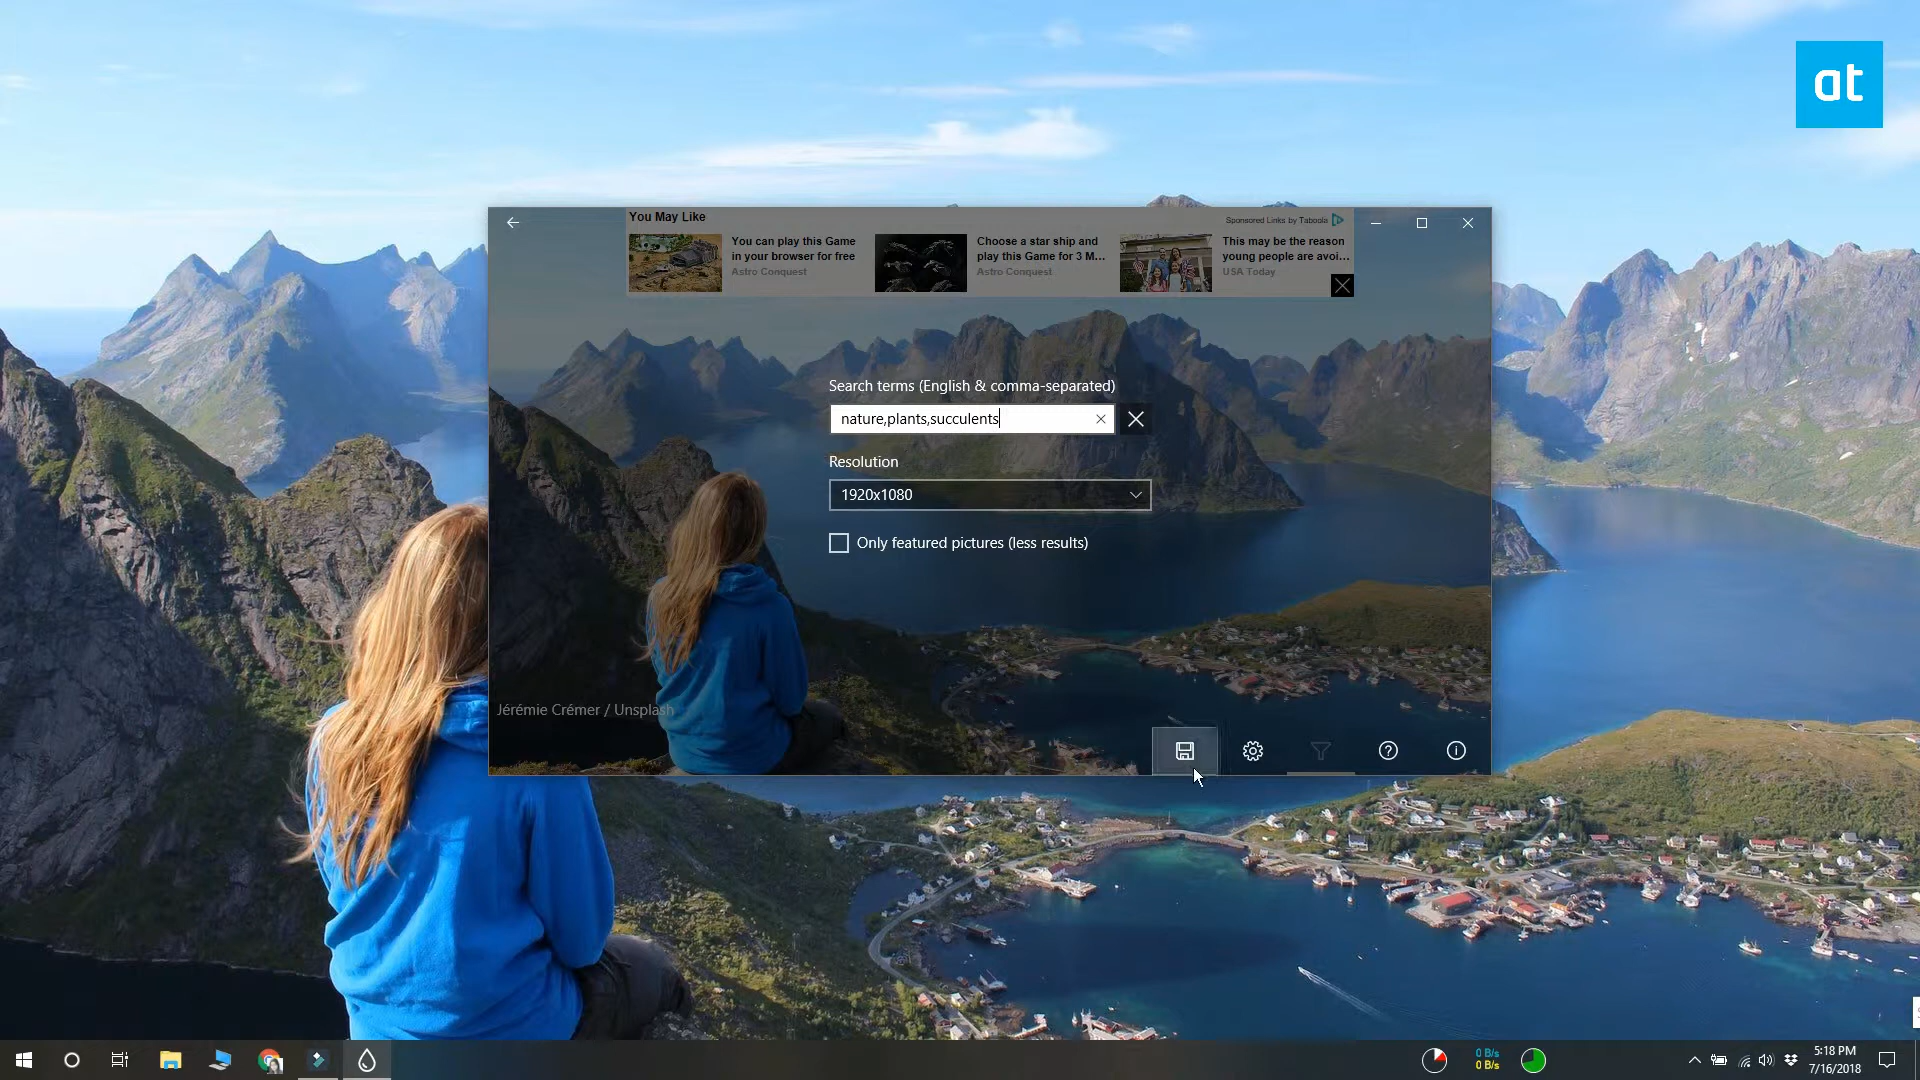 at
You May Like
Sponsored Links by Taboola
You can play this Game
in your browser for free
Astro Conquest
Choose a star ship and
play this Game for 3 M...
Astro Conquest
This may be the reason
young people are avoi...
USA Today
Search terms (English & comma-separated)
nature,plants,succulents
Resolution
1920x1080
Only featured pictures (less results)
Jérémie Crémer / Unsplash
0 B/s
0 B/s
5:18 PM
7/16/2018